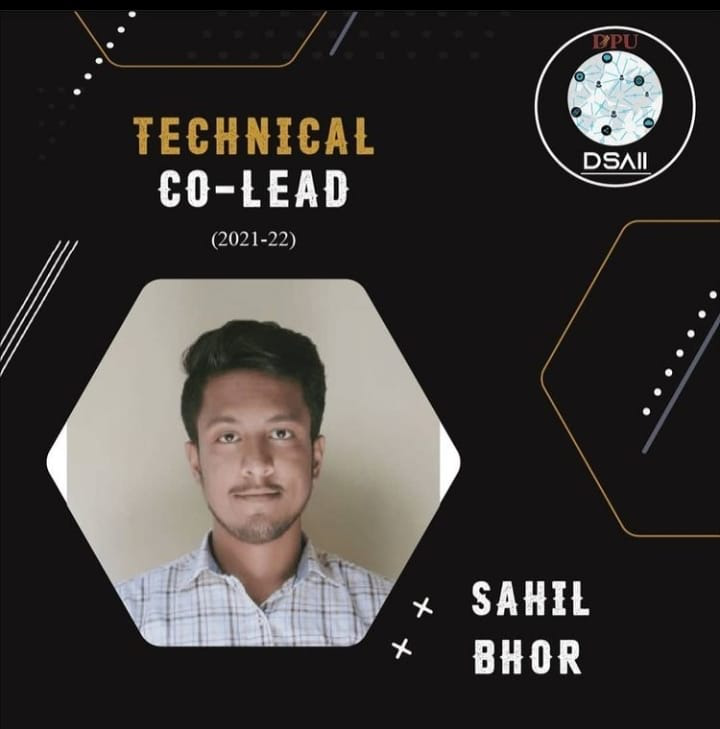 DPU
DSAII
TECHNICAL
CO-LEAD
(2021-22)
SAHIL
BHOR